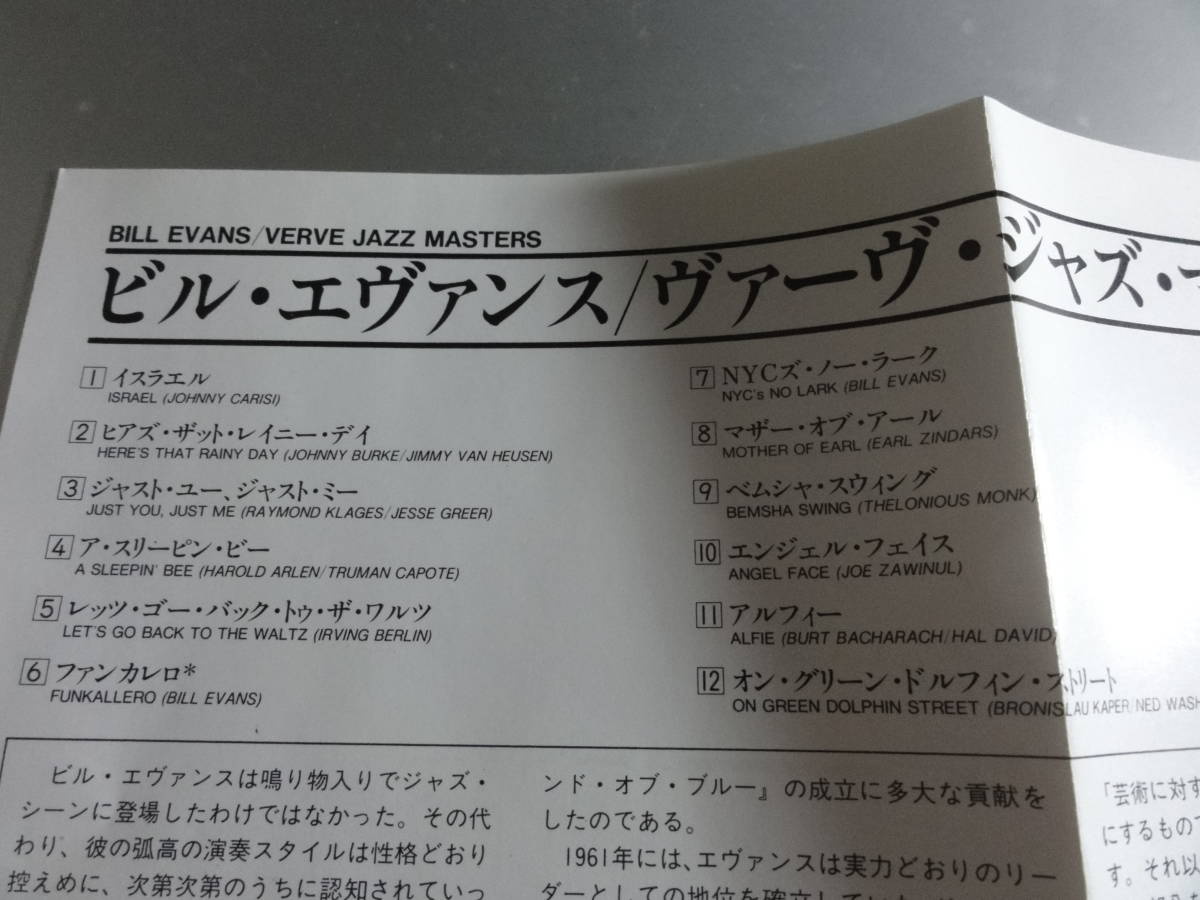 BILL EVANS/VERVE JAZZ MASTERS
ビル・エヴァンス/ヴァーヴ・ジャズ・
1 イスラエル
ISRAEL (JOHNNY CARISI)
2 ヒアズ・ザット・レイニー・デイ
HERE'S THAT RAINY DAY (JOHNNY BURKE/JIMMY VAN HEUSEN)
3 ジャスト・ユー、ジャスト・ミー
JUST YOU, JUST ME (RAYMOND KLAGES/JESSE GREER)
4 ア・スリーピン・ビー
A SLEEPIN' BEE (HAROLD ARLEN/TRUMAN CAPOTE)
5 レッツ・ゴー・バック・トゥ・ザ・ワルツ
LET'S GO BACK TO THE WALTZ (IRVING BERLIN)
6 ファンカレロ*
FUNKALLERO (BILL EVANS)
7 NYCズ・ノー・ラーク
NYC's NO LARK (BILL EVANS)
8 マザー・オブ・アール
MOTHER OF EARL (EARL ZINDARS)
9 ベムシャ・スウィング
BEMSHA SWING (THELONIOUS MONK)
10 エンジェル・フェイス
ANGEL FACE (JOE ZAWINUL)
11 アルフィー
ALFIE (BURT BACHARACH/HAL DAVID)
12 オン・グリーン・ドルフィン・ストリート
ON GREEN DOLPHIN STREET (BRONISLAU KAPER/NED WASH
ビル・エヴァンスは鳴り物入りでジャズ・
シーンに登場したわけではなかった。その代
わり、彼の孤高の演奏スタイルは性格どおり
控えめに、次第次第のうちに認知されていっ
ンド・オブ・ブルー』の成立に多大な貢献を
したのである。
1961年には、エヴァンスは実力どおりのリー
ダーとしての地位を確立していた
「芸術に対す
にするもので
す。それ以